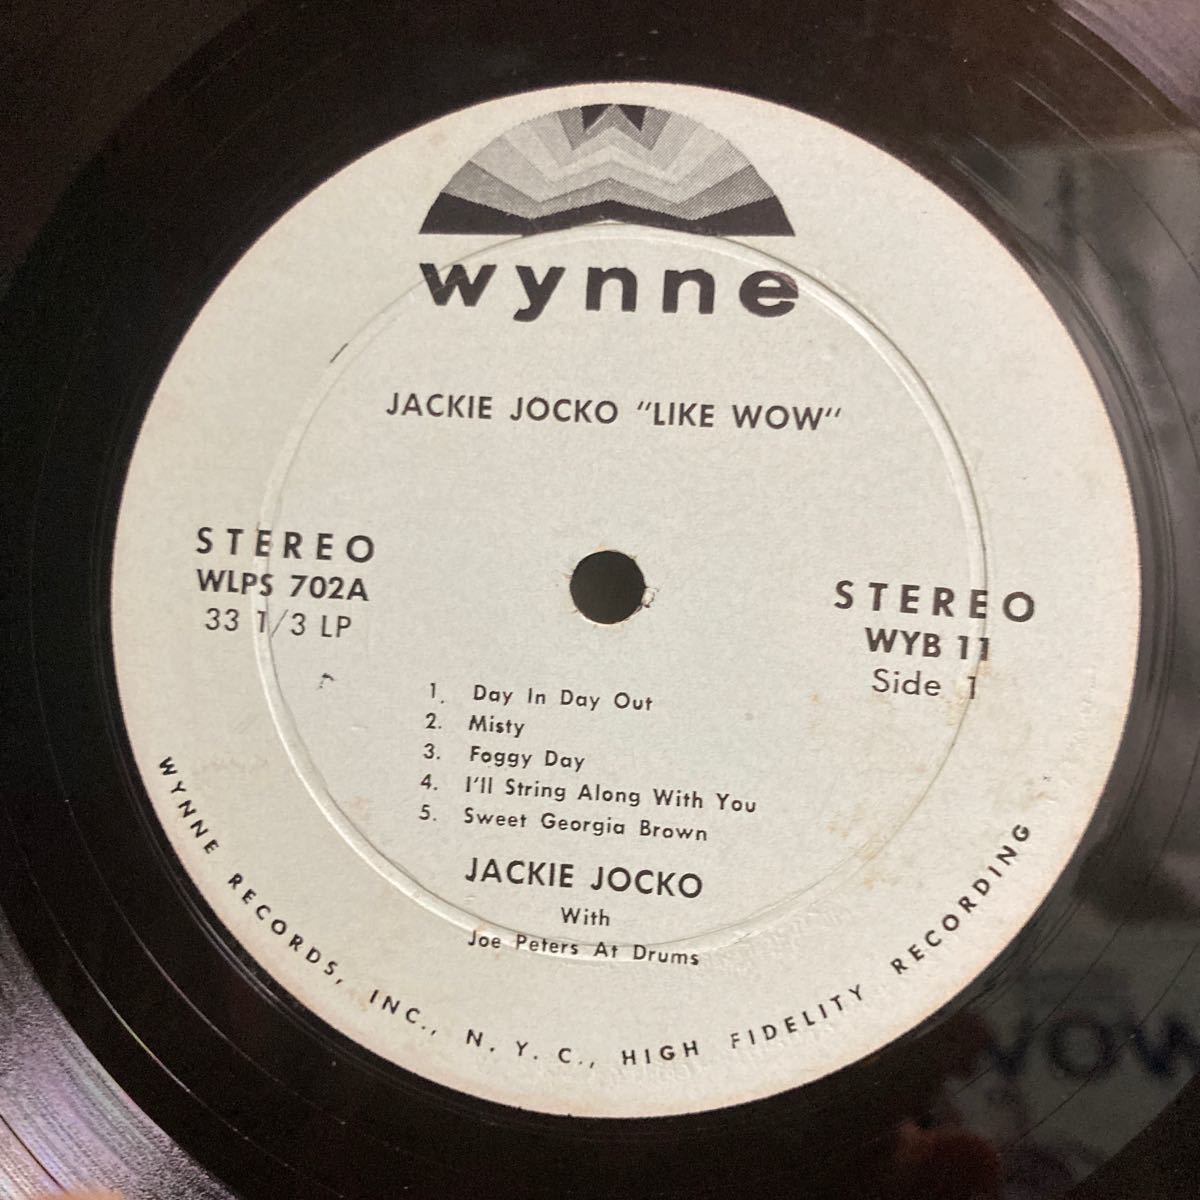 wynne
JACKIE JOCKO "LIKE WOW"
STEREO
WLPS 702A
33 1/3 LP
STEREO
WYB 11
Side 1
1. Day In Day Out
2. Misty
3. Foggy Day
4. I'll String Along With You
5. Sweet Georgia Brown
JACKIE JOCKO
With
Joe Peters At Drums
WYNNE RECORDS, INC., N. Y. C., HIGH FIDELITY RECORDING
WOW